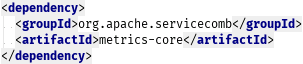 <dependency>
<groupId>org.apache.servicecomb</groupId>
<artifactId>metrics-core</artifactId>
</dependency>